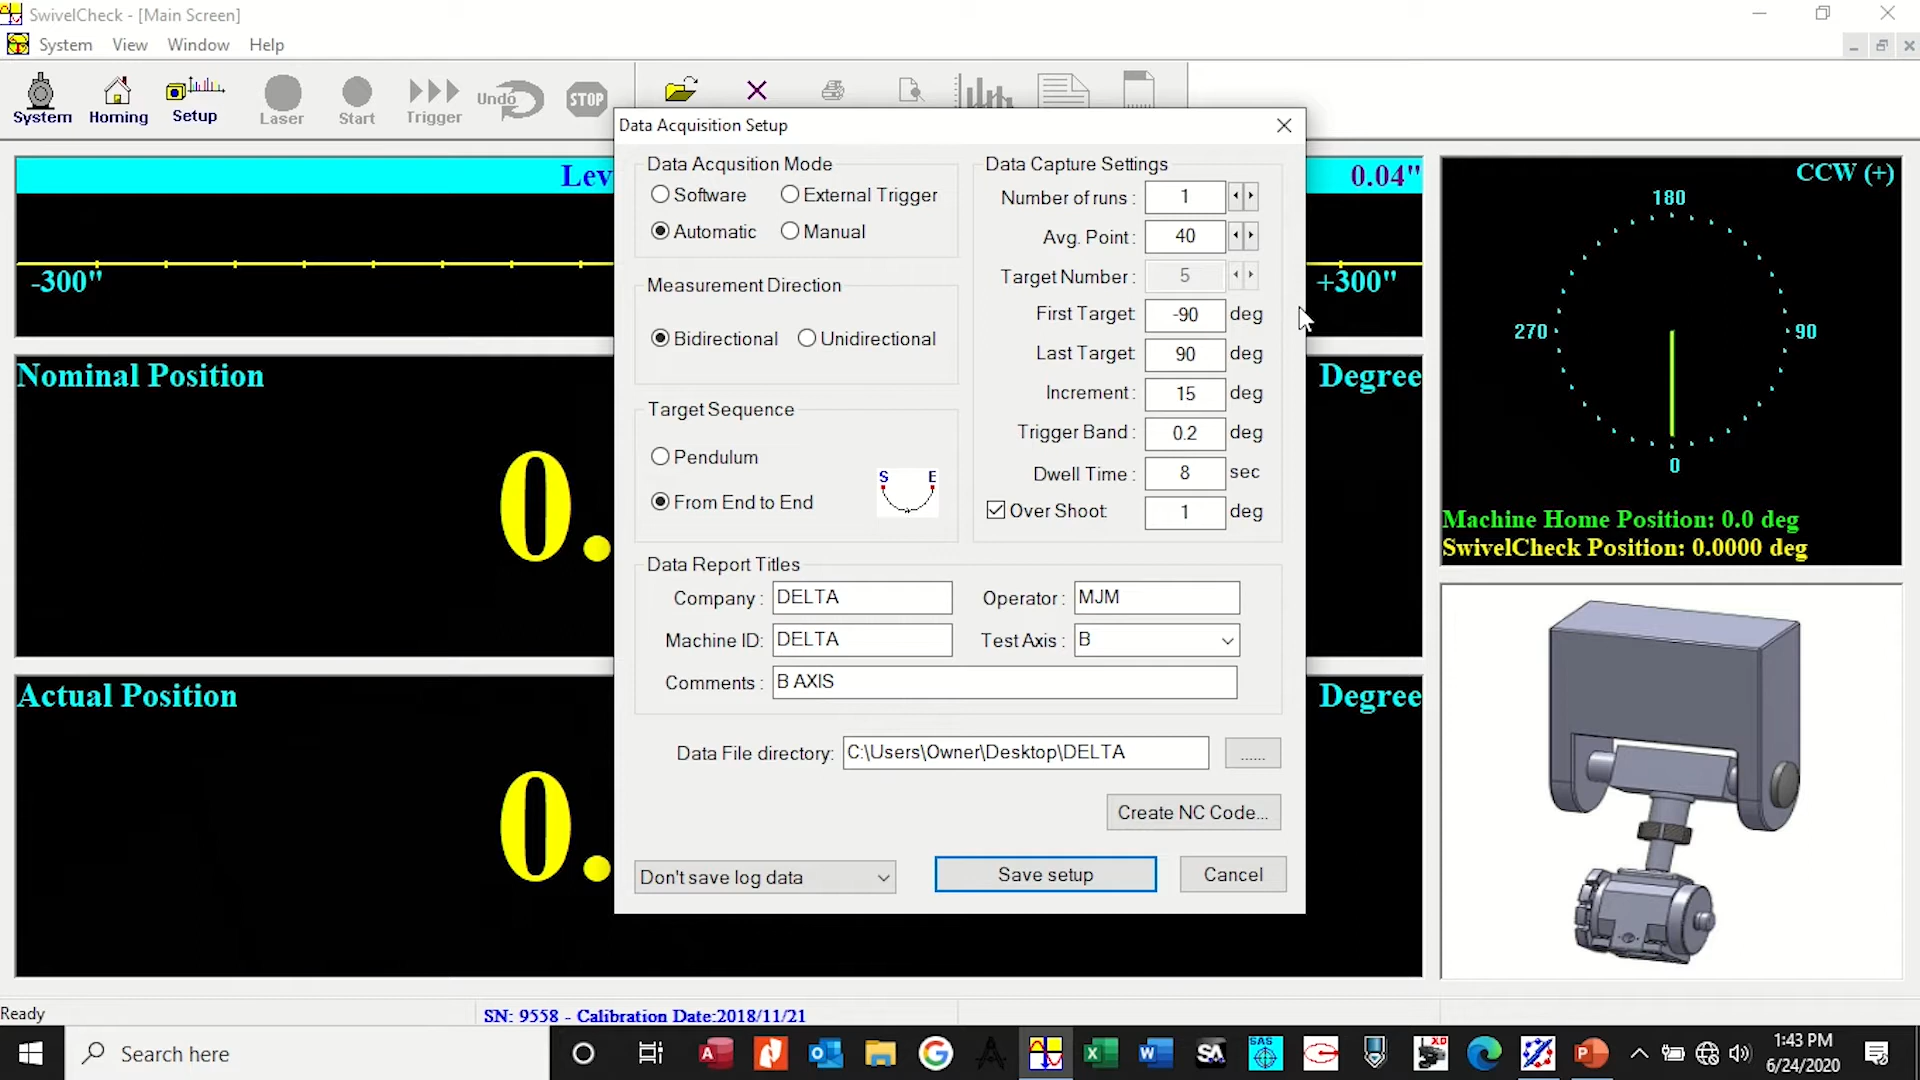 SwivelCheck - [Main Screen]
System View Window Help
System Homing Setup Laser Start Trigger Undo STOP
Data Acquisition Setup
Lev
0.04"
-300"
+300"
Nominal Position
Degree
0.
Actual Position
Degree
0.
Data Acqusition Mode
Software External Trigger
Automatic Manual
Measurement Direction
Bidirectional Unidirectional
Target Sequence
Pendulum
From End to End
S E
Data Capture Settings
Number of runs : 1
Avg. Point : 40
Target Number : 5
First Target: -90 deg
Last Target: 90 deg
Increment : 15 deg
Trigger Band : 0.2 deg
Dwell Time : 8 sec
Over Shoot: 1 deg
Data Report Titles
Company : DELTA Operator : MJM
Machine ID: DELTA Test Axis : B
Comments : B AXIS
Data File directory: C:\Users\Owner\Desktop\DELTA ......
Create NC Code...
Don't save log data Save setup Cancel
CCW (+)
180
270 90
0
Machine Home Position: 0.0 deg
SwivelCheck Position: 0.0000 deg
Ready
SN: 9558 - Calibration Date:2018/11/21
Search here
SAS
SA
XD
1:43 PM
6/24/2020